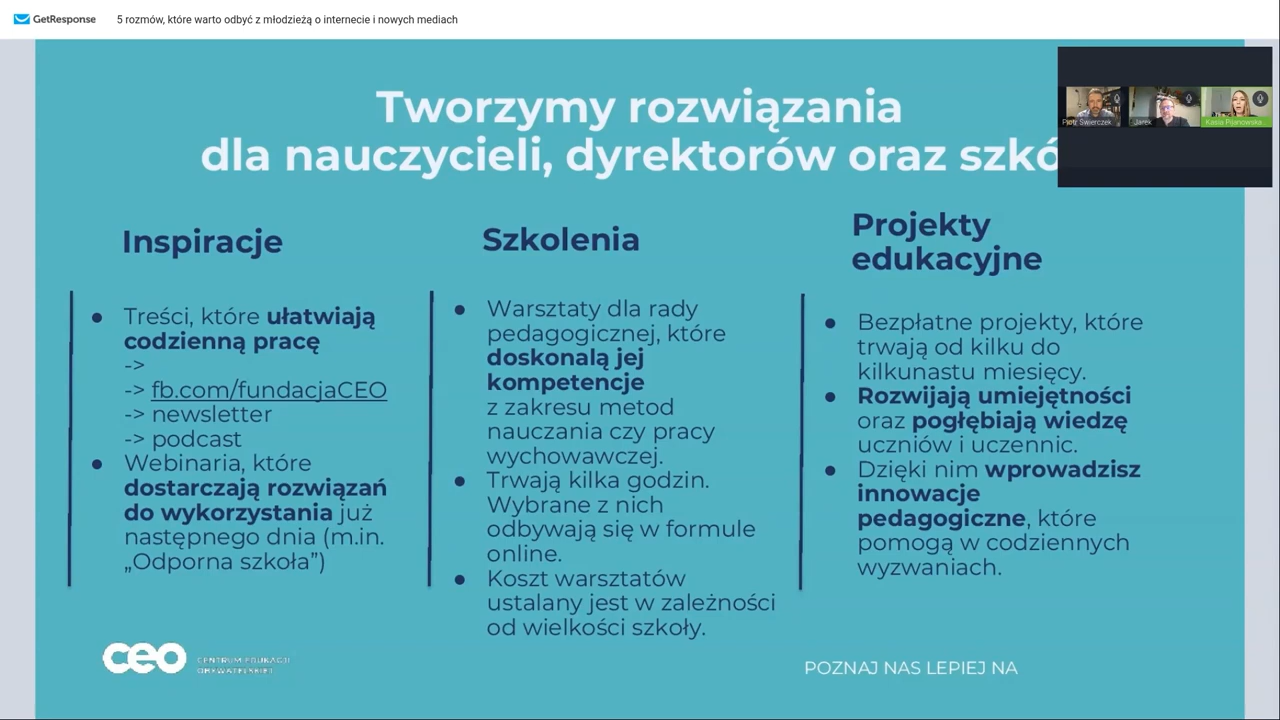 GetResponse
5 rozmów, które warto odbyć z młodzieżą o internecie i nowych mediach
Tworzymy rozwiązania
dla nauczycieli, dyrektorów oraz szkó
Piotr Świerczek
Jarek
Kasia Pijanowska...
Inspiracje
● Treści, które ułatwiają
codzienną pracę
->
-> fb.com/fundacjaCEO
-> newsletter
-> podcast
● Webinaria, które
dostarczają rozwiązań
do wykorzystania już
następnego dnia (m.in.
„Odporna szkoła”)
Szkolenia
● Warsztaty dla rady
pedagogicznej, które
doskonalą jej
kompetencje
z zakresu metod
nauczania czy pracy
wychowawczej.
● Trwają kilka godzin.
Wybrane z nich
odbywają się w formule
online.
● Koszt warsztatów
ustalany jest w zależności
od wielkości szkoły.
Projekty
edukacyjne
● Bezpłatne projekty, które
trwają od kilku do
kilkunastu miesięcy.
● Rozwijają umiejętności
oraz pogłębiają wiedzę
uczniów i uczennic.
● Dzięki nim wprowadzisz
innowacje
pedagogiczne, które
pomogą w codziennych
wyzwaniach.
ceo
CENTRUM EDUKACJI
OBYWATELSKIEJ
POZNAJ NAS LEPIEJ NA